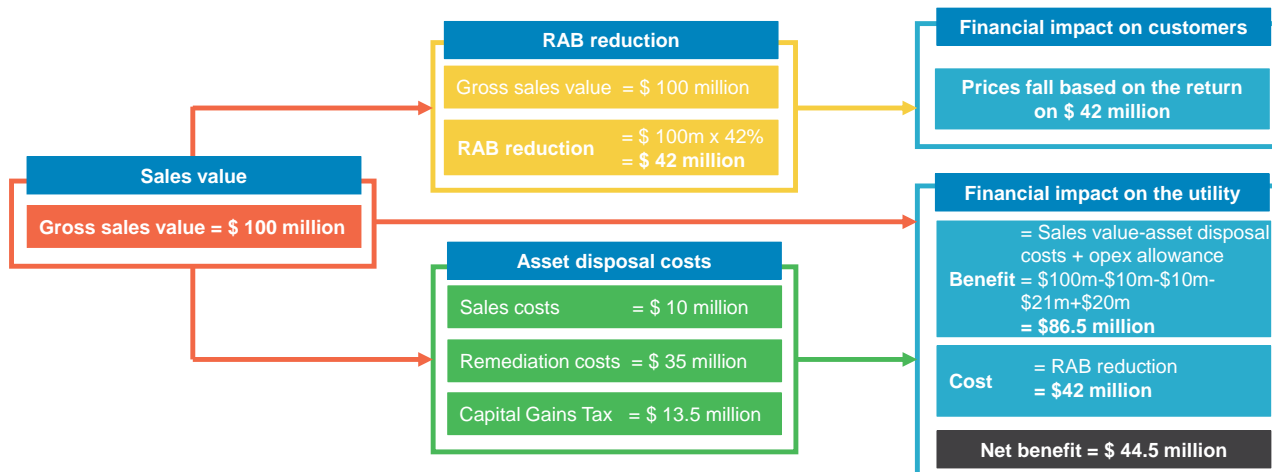 RAB reduction
Gross sales value = $ 100 million
RAB reduction = $ 100m x 42%
= $ 42 million
Financial impact on customers
Prices fall based on the return
on $ 42 million
Sales value
Gross sales value = $ 100 million
Asset disposal costs
Sales costs = $ 10 million
Remediation costs = $ 35 million
Capital Gains Tax = $ 13.5 million
Financial impact on the utility
= Sales value-asset disposal
costs + opex allowance
Benefit = $100m-$10m-$10m-
$21m+$20m
= $86.5 million
Cost = RAB reduction
= $42 million
Net benefit = $ 44.5 million